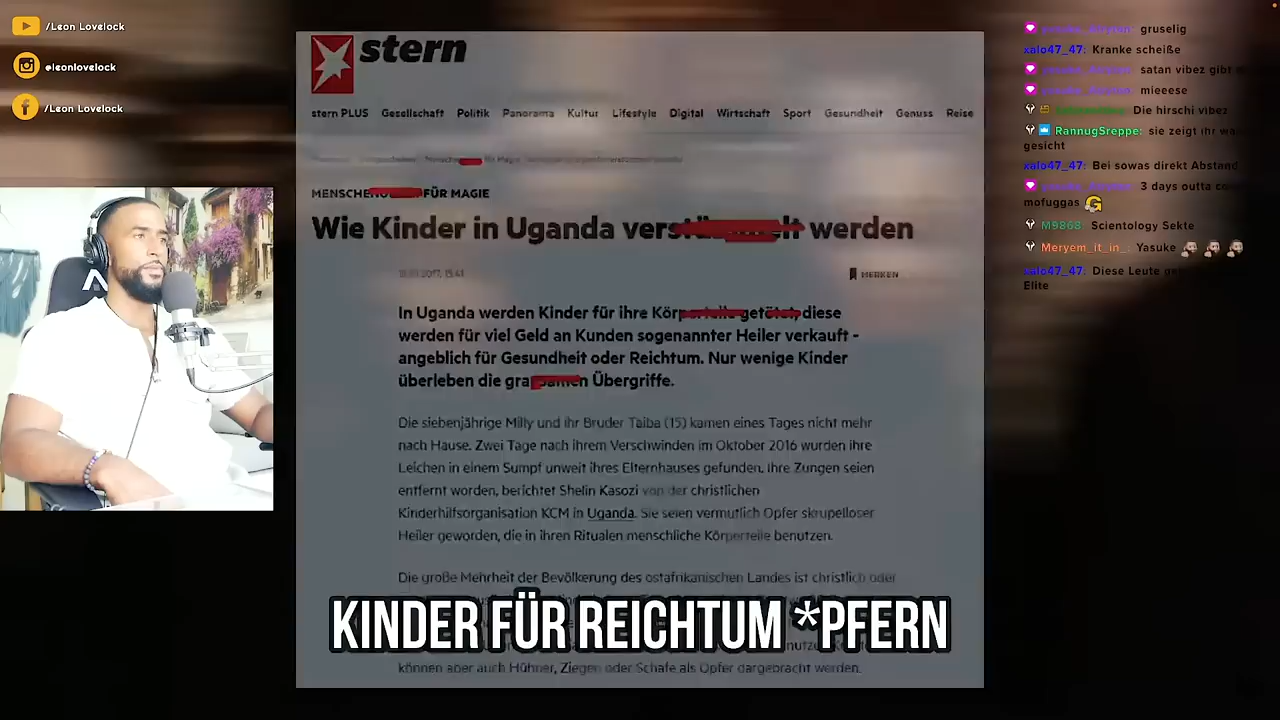 /Leon Lovelock
@leonlovelock
/Leon Lovelock
stern
stern PLUS Gesellschaft Politik Panorama Kultur Lifestyle Digital Wirtschaft Sport Gesundheit Genuss Reise
FÜR MAGIE
Wie Kinder in Uganda werden
MERKEN
In Uganda werden Kinder für ihre diese
werden für viel Geld an Kunden sogenannter Heiler verkauft -
angeblich für Gesundheit oder Reichtum. Nur wenige Kinder
überleben die Übergriffe.
Die siebenjährige Milly und ihr Bruder Taiba (15) kamen eines Tages nicht mehr
nach Hause. Zwei Tage nach ihrem Verschwinden im Oktober 2016 wurden ihre
Leichen in einem Sumpf unweit ihres Elternhauses gefunden, ihre Zungen seien
entfernt worden, berichtet Shelin Kasozi von der christlichen
Kinderhilfsorganisation KCM in Uganda. Sie seien vermutlich Opfer skrupelloser
Heiler geworden, die in ihren Ritualen menschliche Körperteile benutzen.
Die große Mehrheit der Bevölkerung des ostafrikanischen Landes ist christlich oder
KINDER FÜR REICHTUM *PFERN
können aber auch Hühner, Ziegen oder Schafe als Opfer dargebracht werden.
gruselig
xalo47_47: Kranke scheiße
satan vibez gibt
mieeese
Die hirschi vibez
RannugSreppe: sie zeigt ihr
gesicht
xalo47_47: Bei sowas direkt Abstand
3 days outta
mofuggas
M9868: Scientology Sekte
Meryem_it_in_: Yasuke
xalo47_47: Diese Leute
Elite